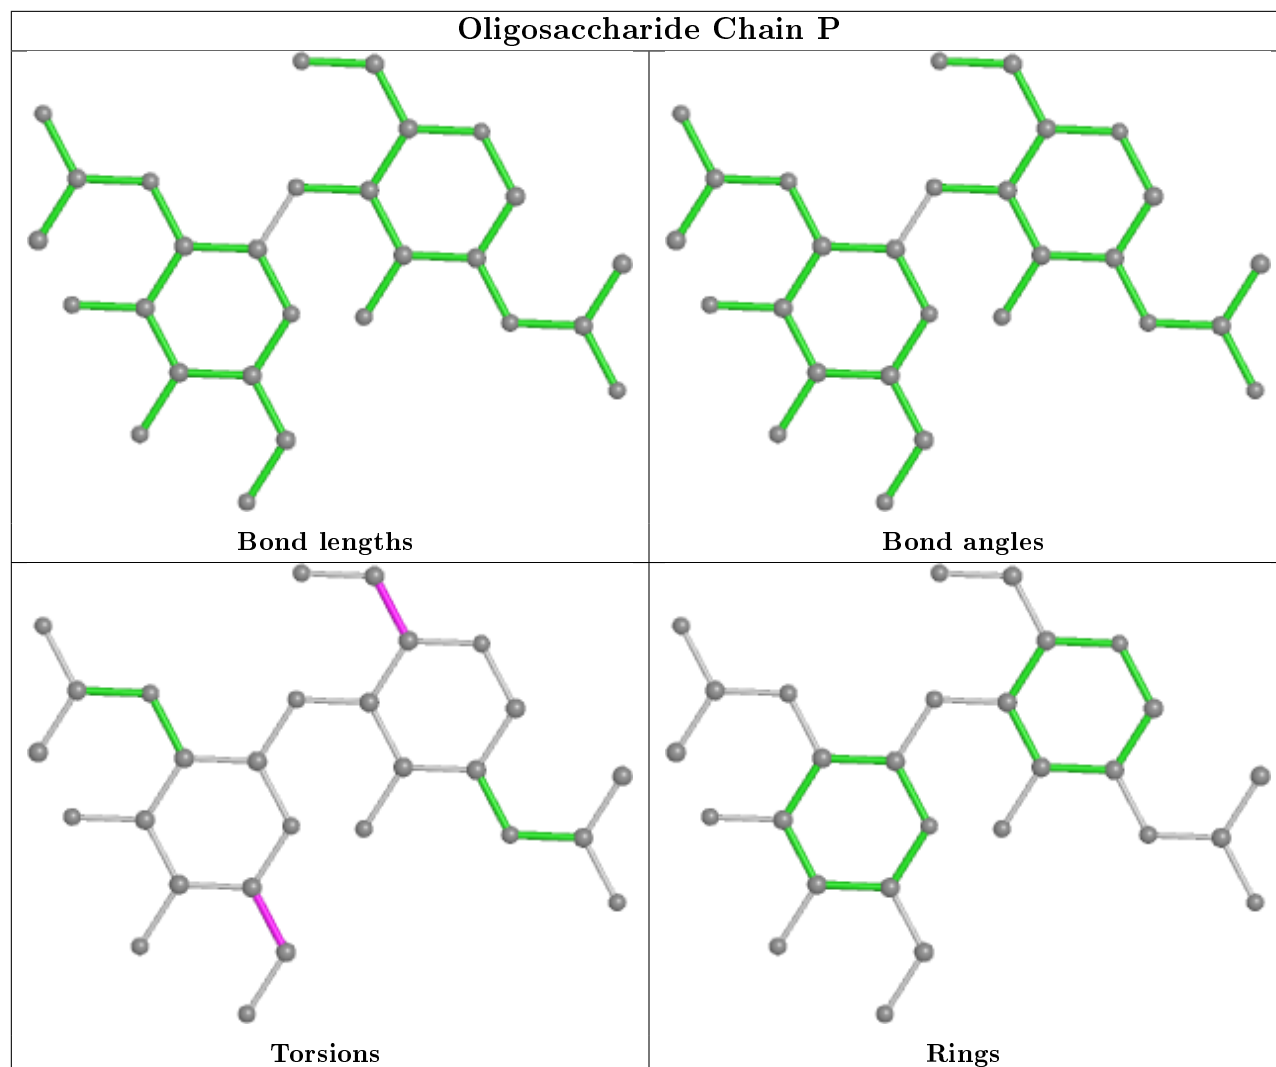 Oligosaccharide Chain P
Bond lengths
Bond angles
Torsions
Rings